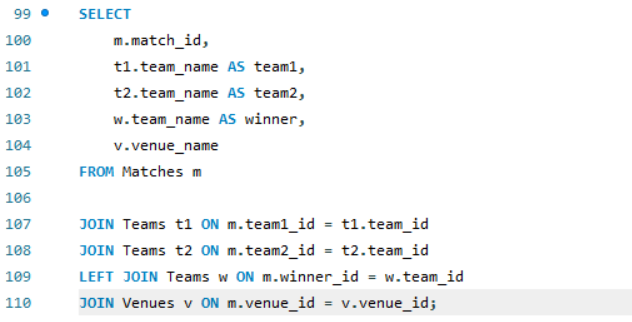 99 SELECT
100 m.match_id,
101 t1.team_name AS team1,
102 t2.team_name AS team2,
103 w.team_name AS winner,
104 v.venue_name
105 FROM Matches m
106
107 JOIN Teams t1 ON m.team1_id = t1.team_id
108 JOIN Teams t2 ON m.team2_id = t2.team_id
109 LEFT JOIN Teams w ON m.winner_id = w.team_id
110 JOIN Venues v ON m.venue_id = v.venue_id;